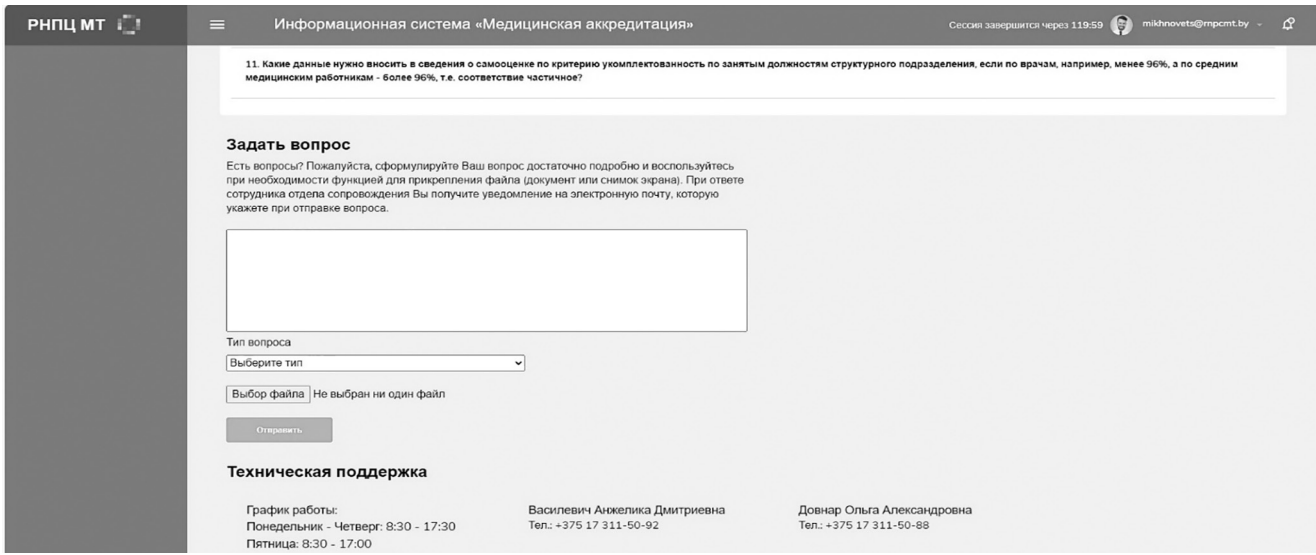 РНПЦ МТ
Информационная система «Медицинская аккредитация»
Сессия завершится через 119:59
mikhnovets@rnpcmt.by
11. Какие данные нужно вносить в сведения о самооценке по критерию укомплектованность по занятым должностям структурного подразделения, если по врачам, например, менее 96%, а по средним
медицинским работникам - более 96%, т.е. соответствие частичное?
Задать вопрос
Есть вопросы? Пожалуйста, сформулируйте Ваш вопрос достаточно подробно и воспользуйтесь
при необходимости функцией для прикрепления файла (документ или снимок экрана). При ответе
сотрудника отдела сопровождения Вы получите уведомление на электронную почту, которую
укажете при отправке вопроса.
Тип вопроса
Выберите тип
Выбор файла Не выбран ни один файл
Отправить
Техническая поддержка
График работы:
Понедельник - Четверг: 8:30 - 17:30
Пятница: 8:30 - 17:00
Василевич Анжелика Дмитриевна
Тел.: +375 17 311-50-92
Довнар Ольга Александровна
Тел.: +375 17 311-50-88